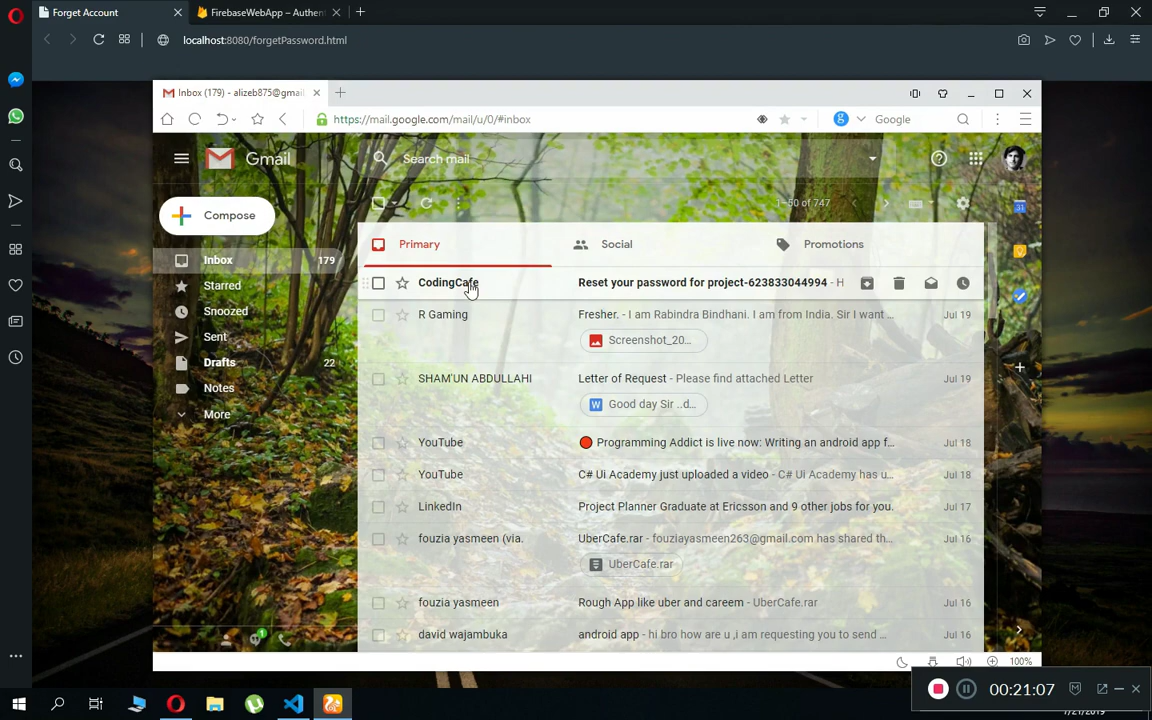 Forget Account
FirebaseWebApp – Authen
localhost:8080/forgetPassword.html
Inbox (179) - alizeb875@gmai
https://mail.google.com/mail/u/0/#inbox
Google
Gmail
Search mail
Compose
1–50 of 747
31
Primary
Social
Promotions
Inbox
179
Starred
Snoozed
Sent
Drafts
22
Notes
More
1
CodingCafe
Reset your password for project-623833044994 - H
R Gaming
Fresher. - I am Rabindra Bindhani. I am from India. Sir I want ...
Jul 19
Screenshot_20...
SHAM'UN ABDULLAHI
Letter of Request - Please find attached Letter
Jul 19
W
Good day Sir ..d...
YouTube
Programming Addict is live now: Writing an android app f...
Jul 18
YouTube
C# Ui Academy just uploaded a video - C# Ui Academy has u...
Jul 18
LinkedIn
Project Planner Graduate at Ericsson and 9 other jobs for you.
Jul 17
fouzia yasmeen (via.
UberCafe.rar - fouziayasmeen263@gmail.com has shared th...
Jul 16
UberCafe.rar
fouzia yasmeen
Rough App like uber and careem - UberCafe.rar
Jul 16
david wajambuka
android app - hi bro how are u ,i am requesting you to send ...
Jul 16
100%
00:21:07
7/21/2019